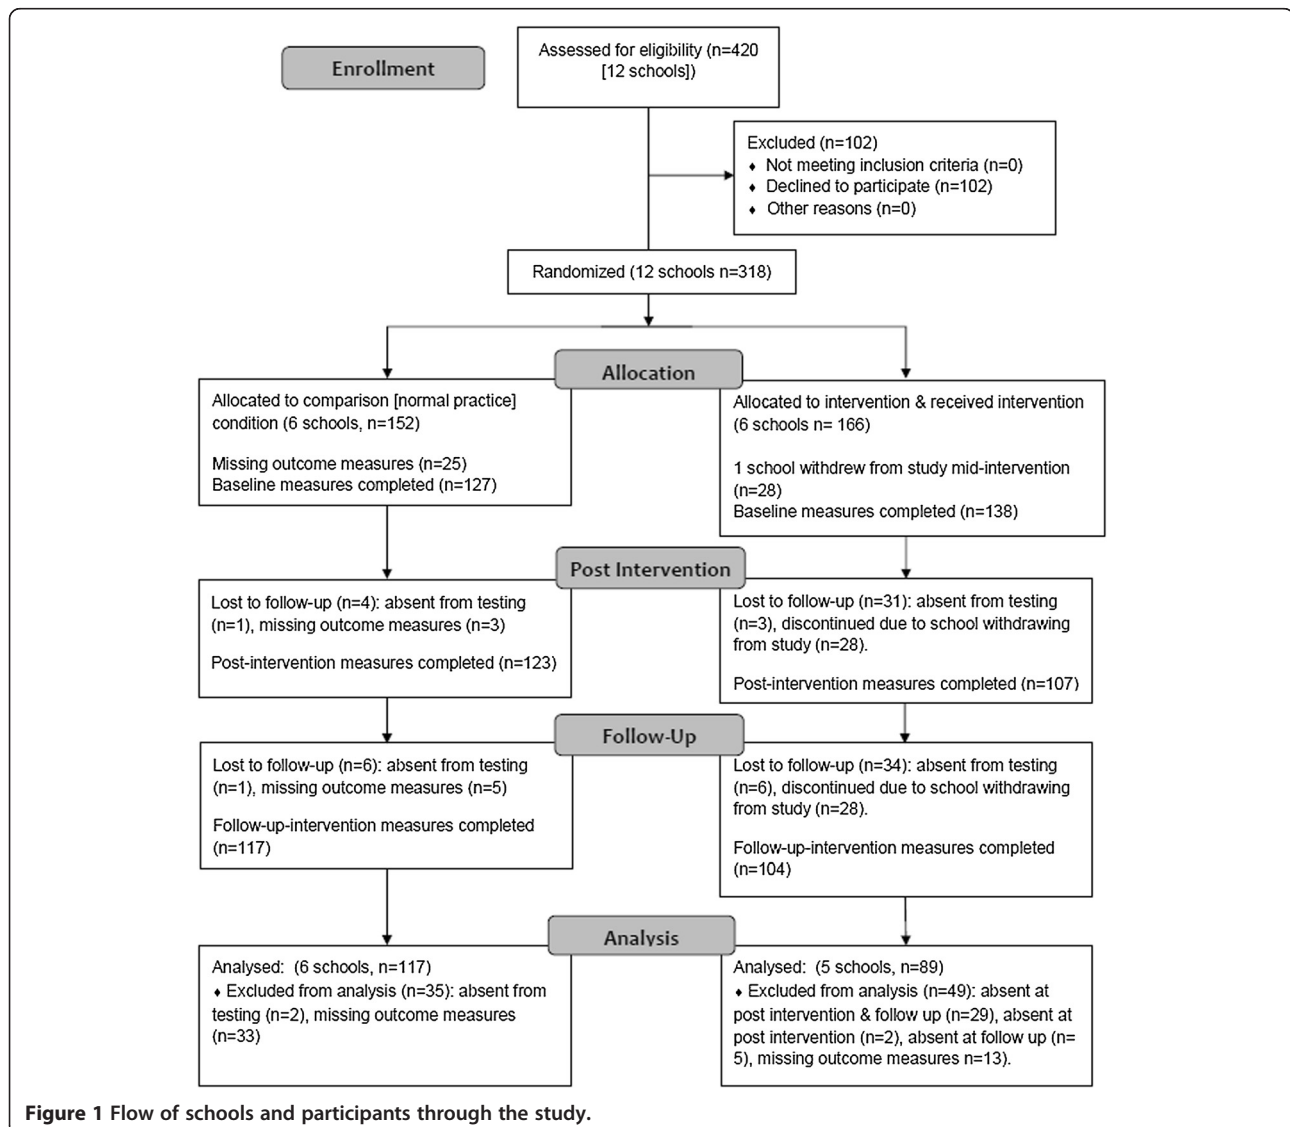 Enrollment
Assessed for eligibility (n=420
[12 schools])
Excluded (n=102)
♦ Not meeting inclusion criteria (n=0)
♦ Declined to participate (n=102)
♦ Other reasons (n=0)
Randomized (12 schools n=318)
Allocation
Allocated to comparison [normal practice]
condition (6 schools, n=152)
Missing outcome measures (n=25)
Baseline measures completed (n=127)
Allocated to intervention & received intervention
(6 schools n= 166)
1 school withdrew from study mid-intervention
(n=28)
Baseline measures completed (n=138)
Post Intervention
Lost to follow-up (n=4): absent from testing
(n=1), missing outcome measures (n=3)
Post-intervention measures completed (n=123)
Lost to follow-up (n=31): absent from testing
(n=3), discontinued due to school withdrawing
from study (n=28).
Post-intervention measures completed (n=107)
Follow-Up
Lost to follow-up (n=6): absent from testing
(n=1), missing outcome measures (n=5)
Follow-up-intervention measures completed
(n=117)
Lost to follow-up (n=34): absent from testing
(n=6), discontinued due to school withdrawing
from study (n=28).
Follow-up-intervention measures completed
(n=104)
Analysis
Analysed: (6 schools, n=117)
♦ Excluded from analysis (n=35): absent from
testing (n=2), missing outcome measures
(n=33)
Analysed: (5 schools, n=89)
♦ Excluded from analysis (n=49): absent at
post intervention & follow up (n=29), absent at
post intervention (n=2), absent at follow up (n=
5), missing outcome measures n=13).
Figure 1 Flow of schools and participants through the study.